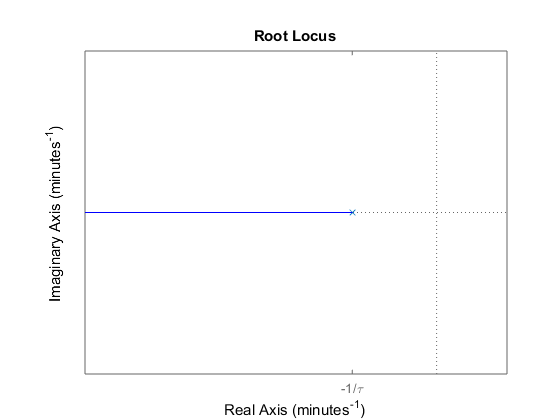 Root Locus
Imaginary Axis (minutes⁻¹)
-1/τ
Real Axis (minutes⁻¹)